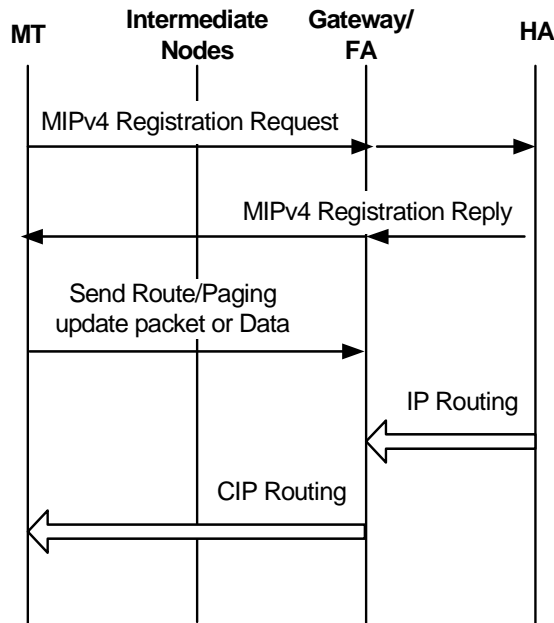 MT
Intermediate
Nodes
Gateway/
FA
HA
MIPv4 Registration Request
MIPv4 Registration Reply
Send Route/Paging
update packet or Data
IP Routing
CIP Routing